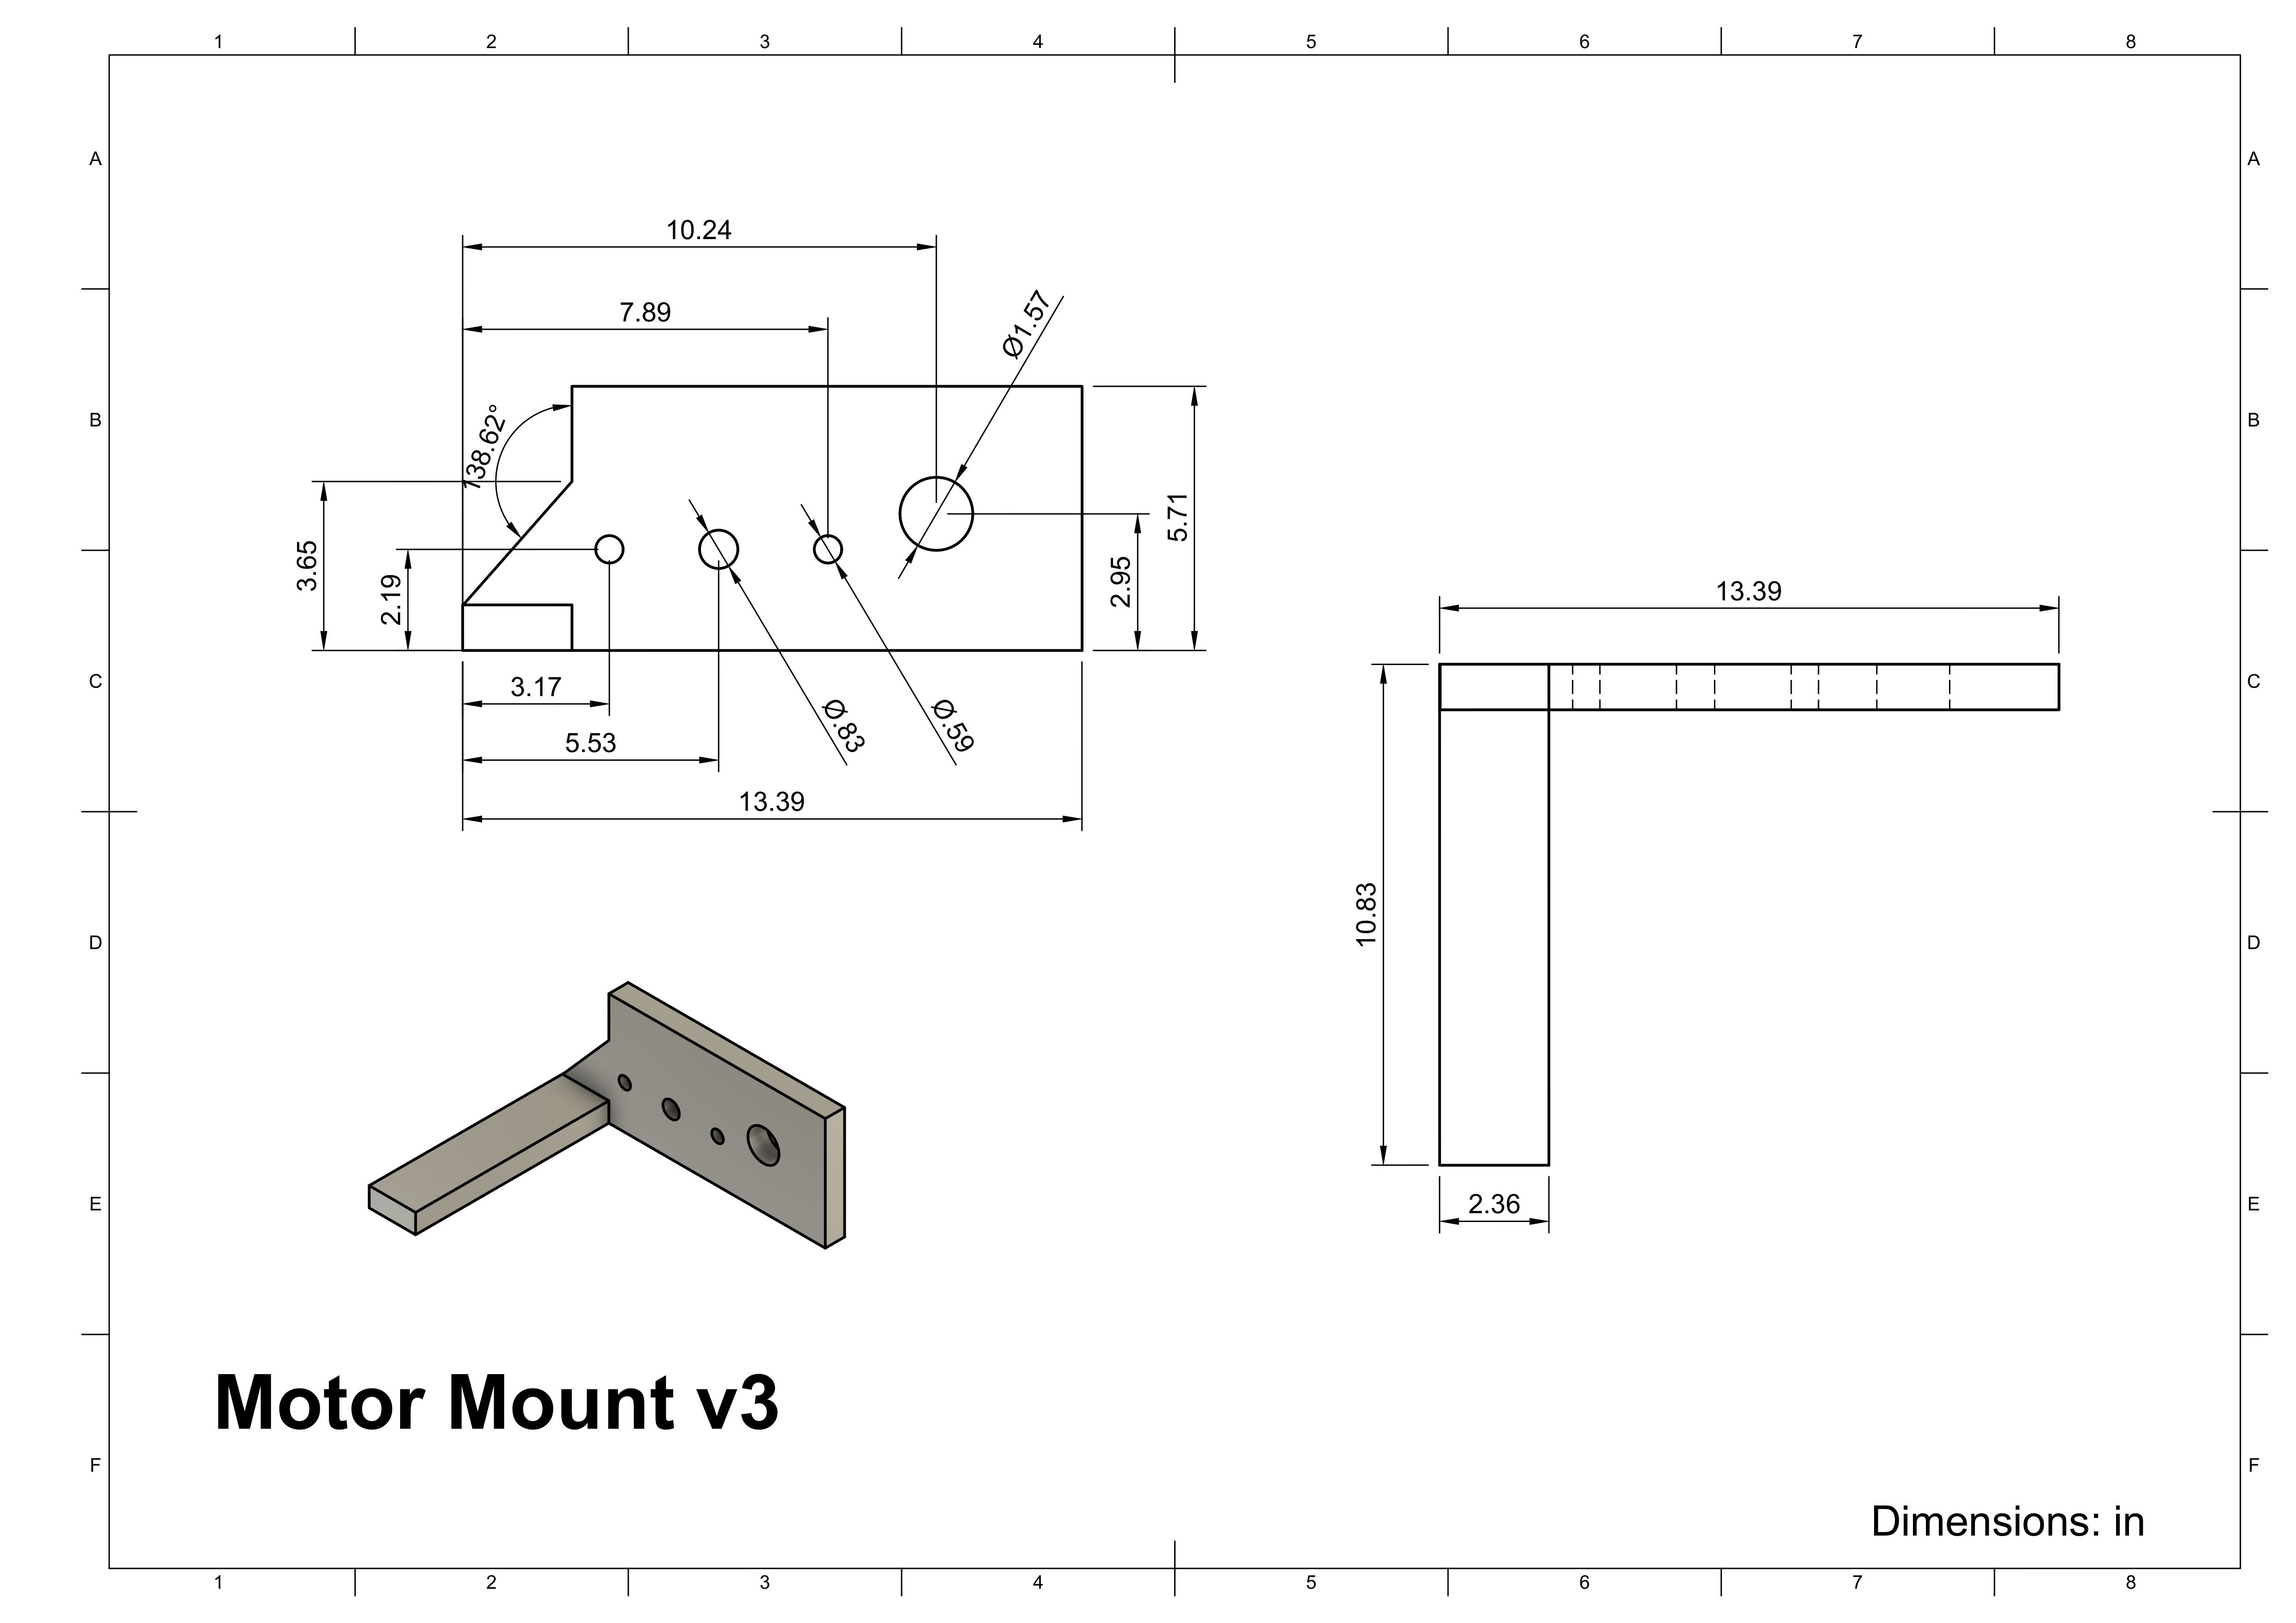 1 2 3 4 5 6 7 8
A A
10.24
7.89
Ø1.57
B B
138.62°
5.71
3.65
2.19
2.95
13.39
3.17
C C
Ø.83
Ø.59
5.53
13.39
10.83
D D
2.36
E E
Motor Mount v3
F F
Dimensions: in
1 2 3 4 5 6 7 8